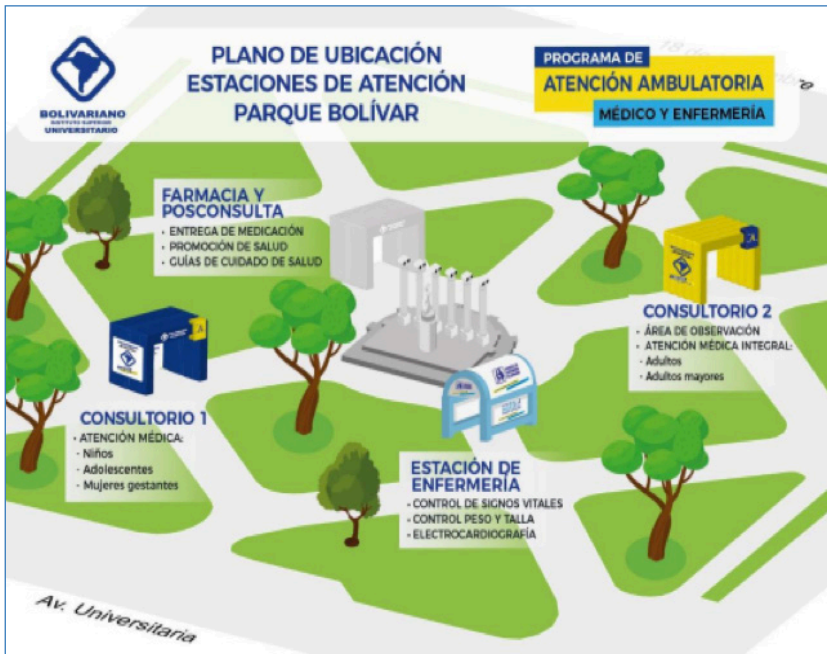 BOLIVARIANO
INSTITUTO SUPERIOR
UNIVERSITARIO
PLANO DE UBICACIÓN
ESTACIONES DE ATENCIÓN
PARQUE BOLÍVAR
PROGRAMA DE
ATENCIÓN AMBULATORIA
MÉDICO Y ENFERMERÍA
FARMACIA Y
POSCONSULTA
• ENTREGA DE MEDICACIÓN
• PROMOCIÓN DE SALUD
• GUÍAS DE CUIDADO DE SALUD
CONSULTORIO 2
• ÁREA DE OBSERVACIÓN
• ATENCIÓN MÉDICA INTEGRAL:
- Adultos
- Adultos mayores
CONSULTORIO 1
• ATENCIÓN MÉDICA:
- Niños
- Adolescentes
- Mujeres gestantes
ESTACIÓN DE
ENFERMERÍA
• CONTROL DE SIGNOS VITALES
• CONTROL PESO Y TALLA
• ELECTROCARDIOGRAFÍA
Av. Universitaria